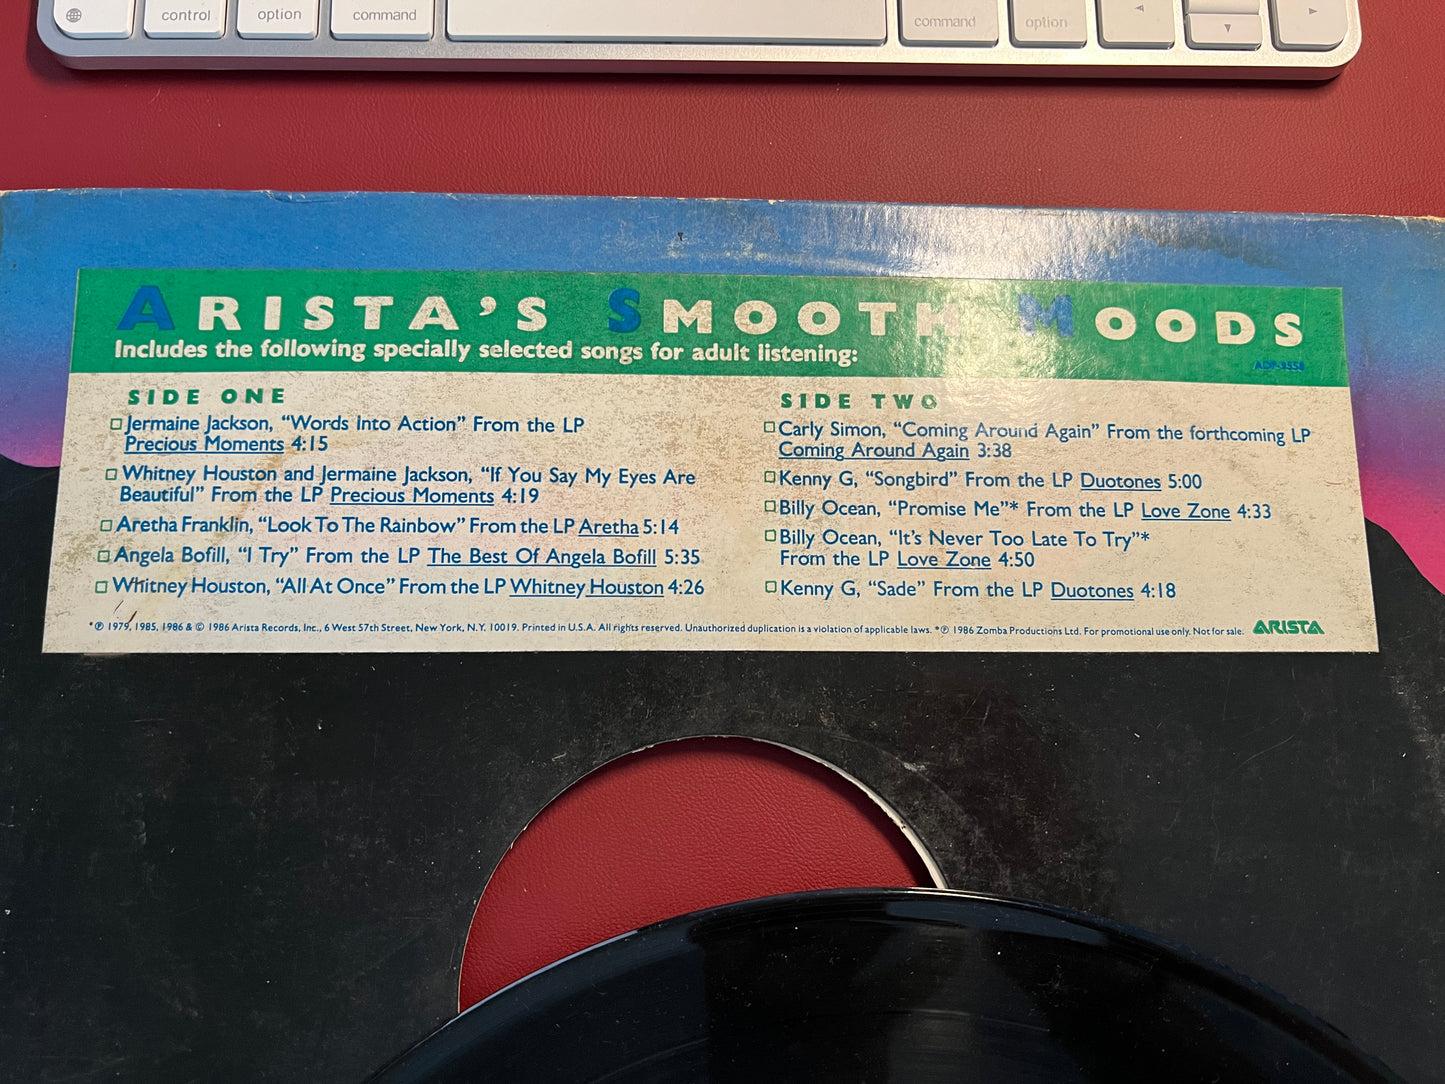 control
option
command
command
option
ARISTA'S SMOOTH MOODS
Includes the following specially selected songs for adult listening:
ADP-9558
SIDE ONE
Jermaine Jackson, “Words Into Action” From the LP
Precious Moments 4:15
Whitney Houston and Jermaine Jackson, “If You Say My Eyes Are
Beautiful” From the LP Precious Moments 4:19
Aretha Franklin, “Look To The Rainbow” From the LP Aretha 5:14
Angela Bofill, “I Try” From the LP The Best Of Angela Bofill 5:35
Whitney Houston, “All At Once” From the LP Whitney Houston 4:26
SIDE TWO
Carly Simon, “Coming Around Again” From the forthcoming LP
Coming Around Again 3:38
Kenny G, “Songbird” From the LP Duotones 5:00
Billy Ocean, “Promise Me”* From the LP Love Zone 4:33
Billy Ocean, “It's Never Too Late To Try”*
From the LP Love Zone 4:50
Kenny G, “Sade” From the LP Duotones 4:18
*℗ 1979, 1985, 1986 & © 1986 Arista Records, Inc., 6 West 57th Street, New York, N.Y. 10019. Printed in U.S.A. All rights reserved. Unauthorized duplication is a violation of applicable laws. *℗ 1986 Zomba Productions Ltd. For promotional use only. Not for sale. ARISTA